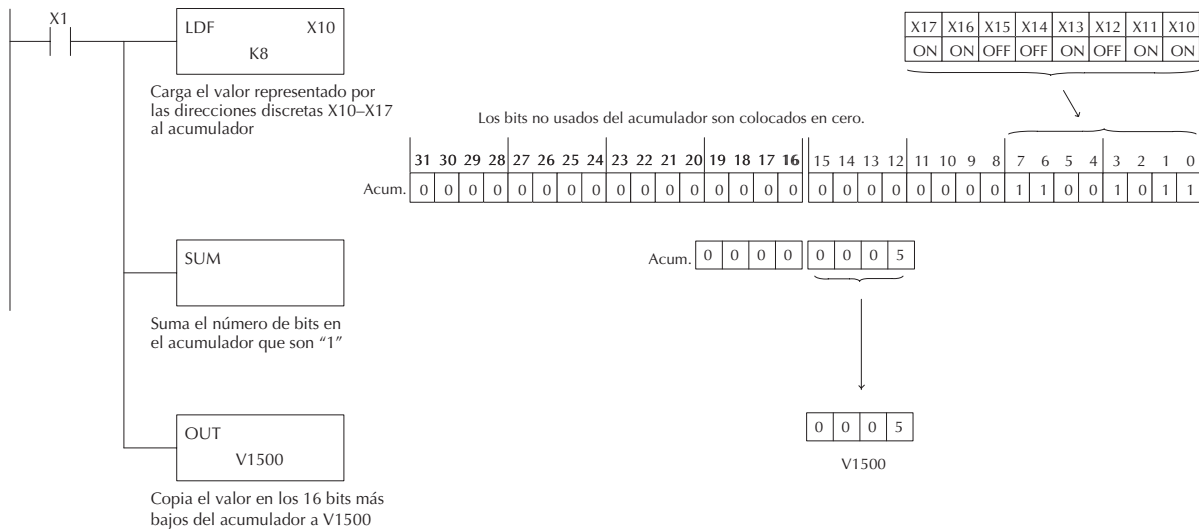 X1
LDF X10
K8
Carga el valor representado por
las direcciones discretas X10–X17
al acumulador
X17 X16 X15 X14 X13 X12 X11 X10
ON ON OFF OFF ON OFF ON ON
Los bits no usados del acumulador son colocados en cero.
31 30 29 28 27 26 25 24 23 22 21 20 19 18 17 16 15 14 13 12 11 10 9 8 7 6 5 4 3 2 1 0
Acum. 0 0 0 0 0 0 0 0 0 0 0 0 0 0 0 0 0 0 0 0 0 0 0 0 1 1 0 0 1 0 1 1
SUM
Suma el número de bits en
el acumulador que son “1”
Acum. 0 0 0 0 0 0 0 5
OUT
V1500
Copia el valor en los 16 bits más
bajos del acumulador a V1500
0 0 0 5
V1500